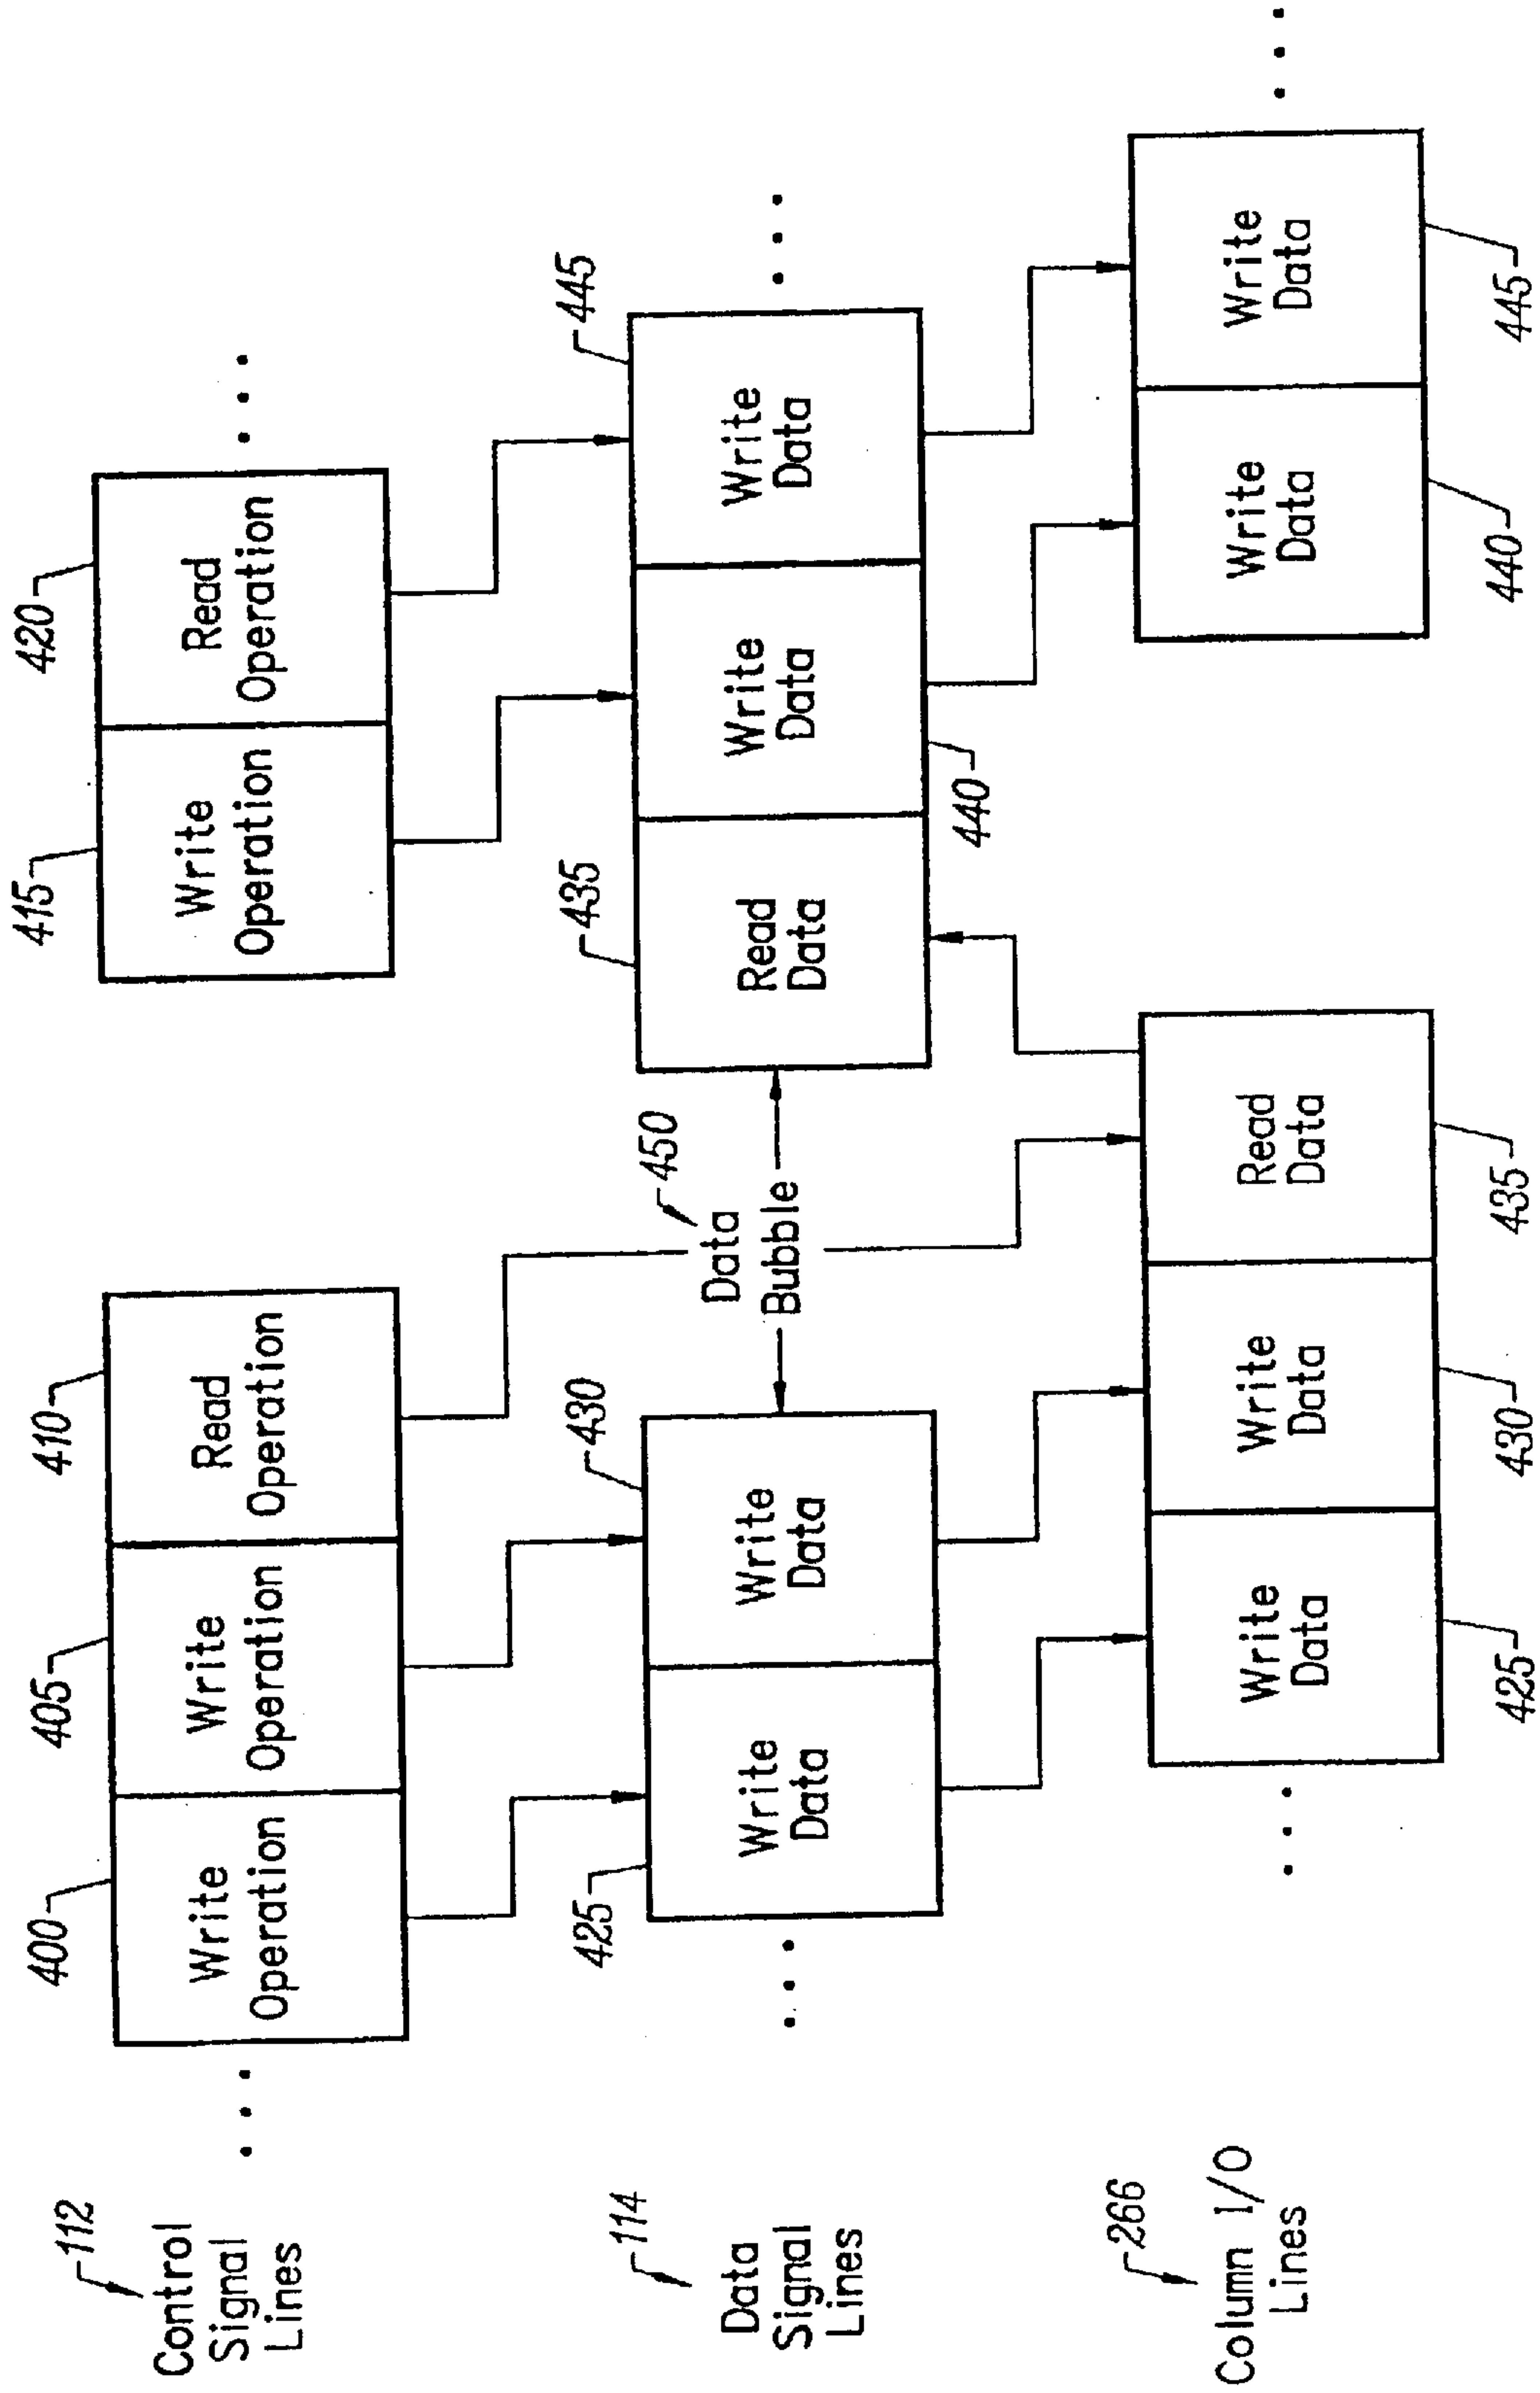 112
Control
Signal
Lines
. . .
400
Write
Operation
405
Write
Operation
410
Read
Operation
415
Write
Operation
420
Read
Operation
. . .
114
Data
Signal
Lines
. . .
425
Write
Data
430
Write
Data
450
Data
Bubble
435
Read
Data
440
Write
Data
445
Write
Data
. . .
266
Column I/O
Lines
. . .
425
Write
Data
430
Write
Data
435
Read
Data
440
Write
Data
445
Write
Data
. . .